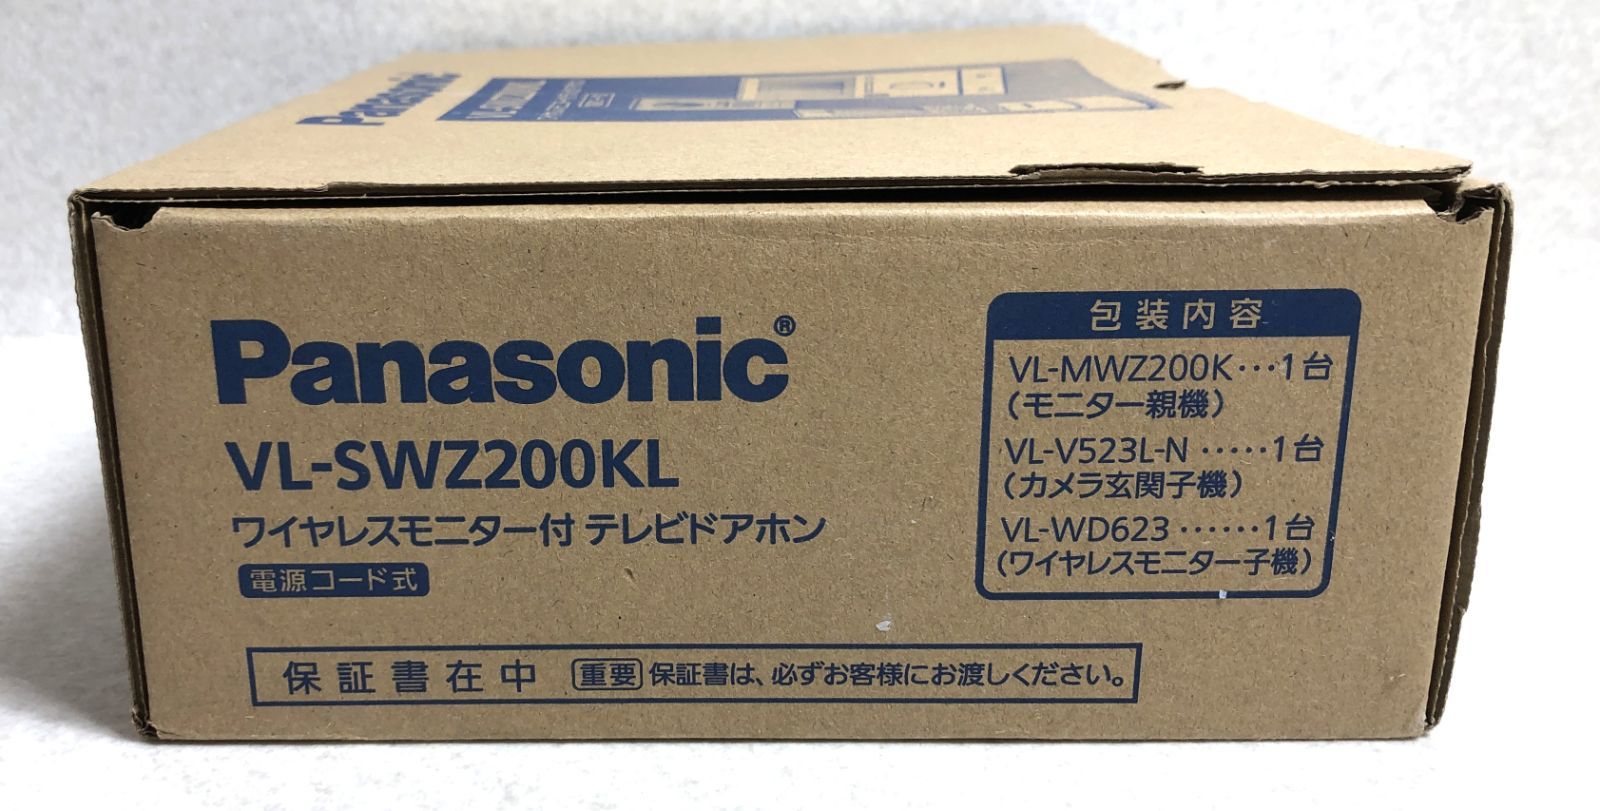 Panasonic
Panasonic®
VL-SWZ200KL
ワイヤレスモニター付 テレビドアホン
電源コード式
包装内容
VL-MWZ200K…1台
(モニター親機)
VL-V523L-N ……1台
(カメラ玄関子機)
VL-WD623 ……1台
(ワイヤレスモニター子機)
保証書在中 重要 保証書は、必ずお客様にお渡しください。